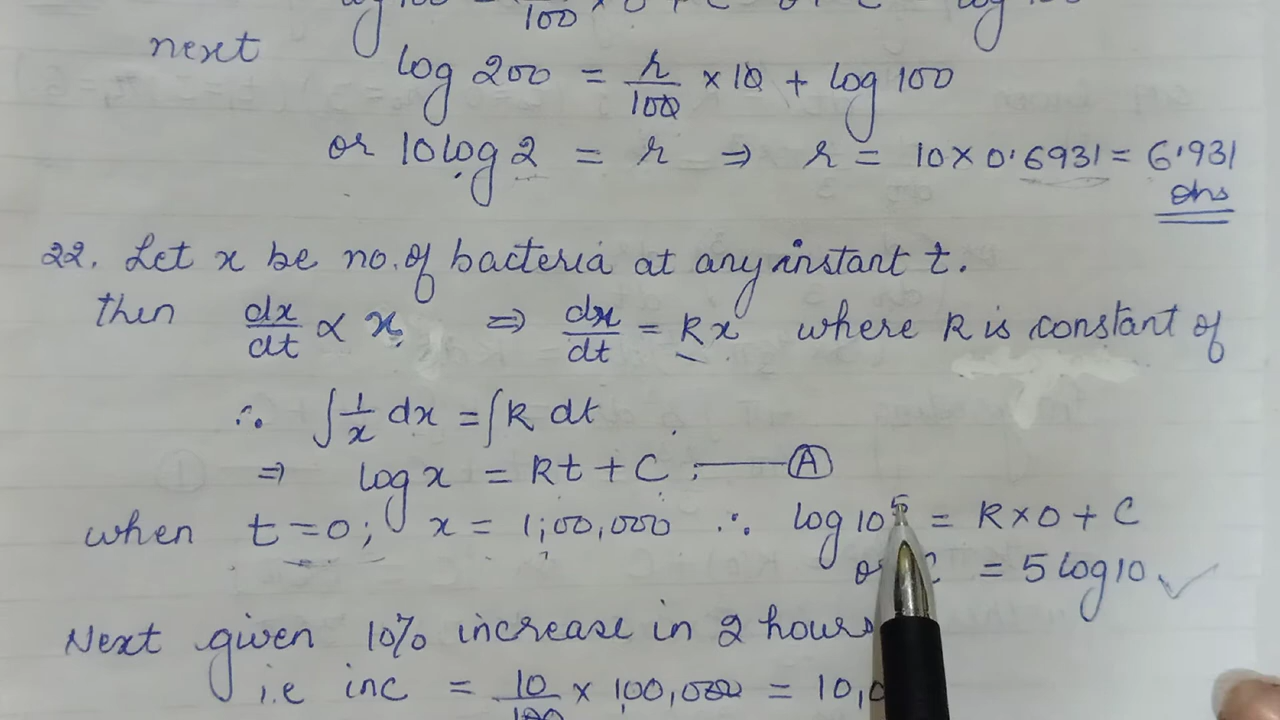 100
next log 200 = r/100 × 10 + log 100
or 10 log 2 = r ⇒ r = 10 × 0.6931 = 6.931
Ans
22. Let x be no. of bacteria at any instant t.
then dx/dt ∝ x ⇒ dx/dt = Rx where R is constant of
∴ ∫ 1/x dx = ∫ R dt
⇒ log x = Rt + C ; — A
when t = 0; x = 1,00,000 ∴ log 10⁵ = R × 0 + C
= 5 log 10 ✓
Next given 10% increase in 2 hours
i.e inc = 10/100 × 100,000 = 10,0